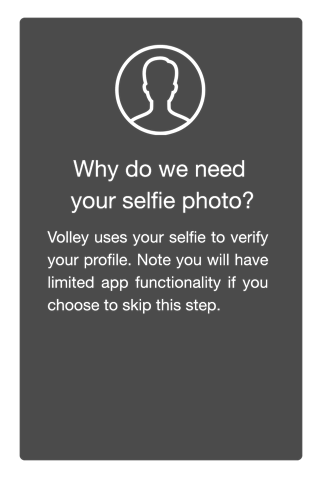 Why do we need
your selfie photo?
Volley uses your selfie to verify
your profile. Note you will have
limited app functionality if you
choose to skip this step.